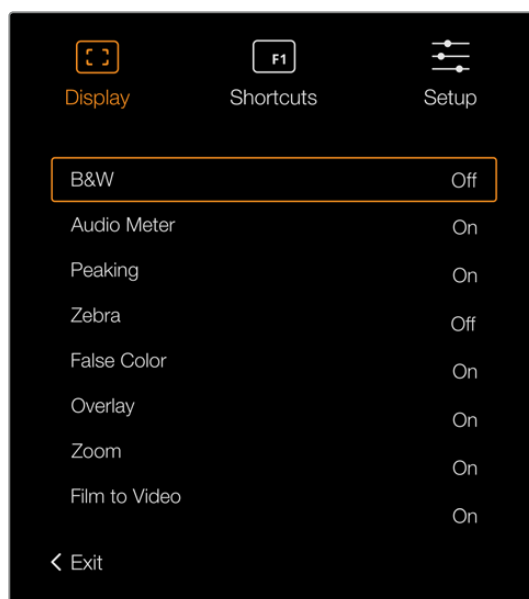 F1
Display Shortcuts Setup
B&W Off
Audio Meter On
Peaking On
Zebra Off
False Color On
Overlay On
Zoom On
Film to Video On
Exit